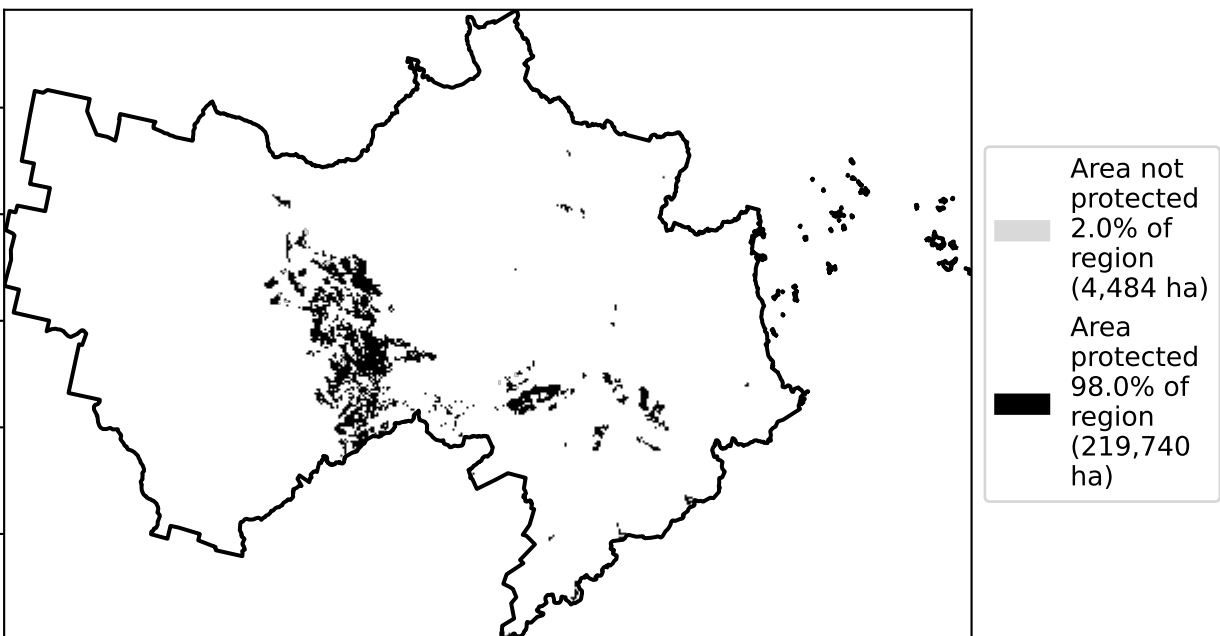 Area not
protected
2.0% of
region
(4,484 ha)
Area
protected
98.0% of
region
(219,740
ha)